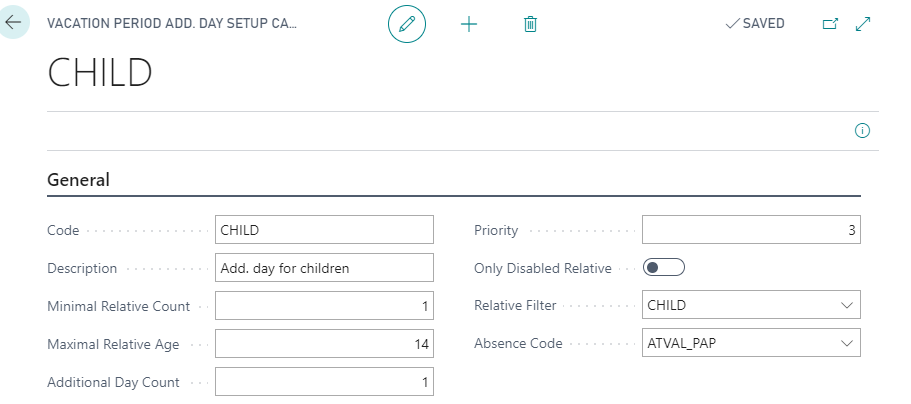 VACATION PERIOD ADD. DAY SETUP CA...
SAVED
CHILD
General
Code CHILD
Description Add. day for children
Minimal Relative Count 1
Maximal Relative Age 14
Additional Day Count 1
Priority 3
Only Disabled Relative
Relative Filter CHILD
Absence Code ATVAL_PAP